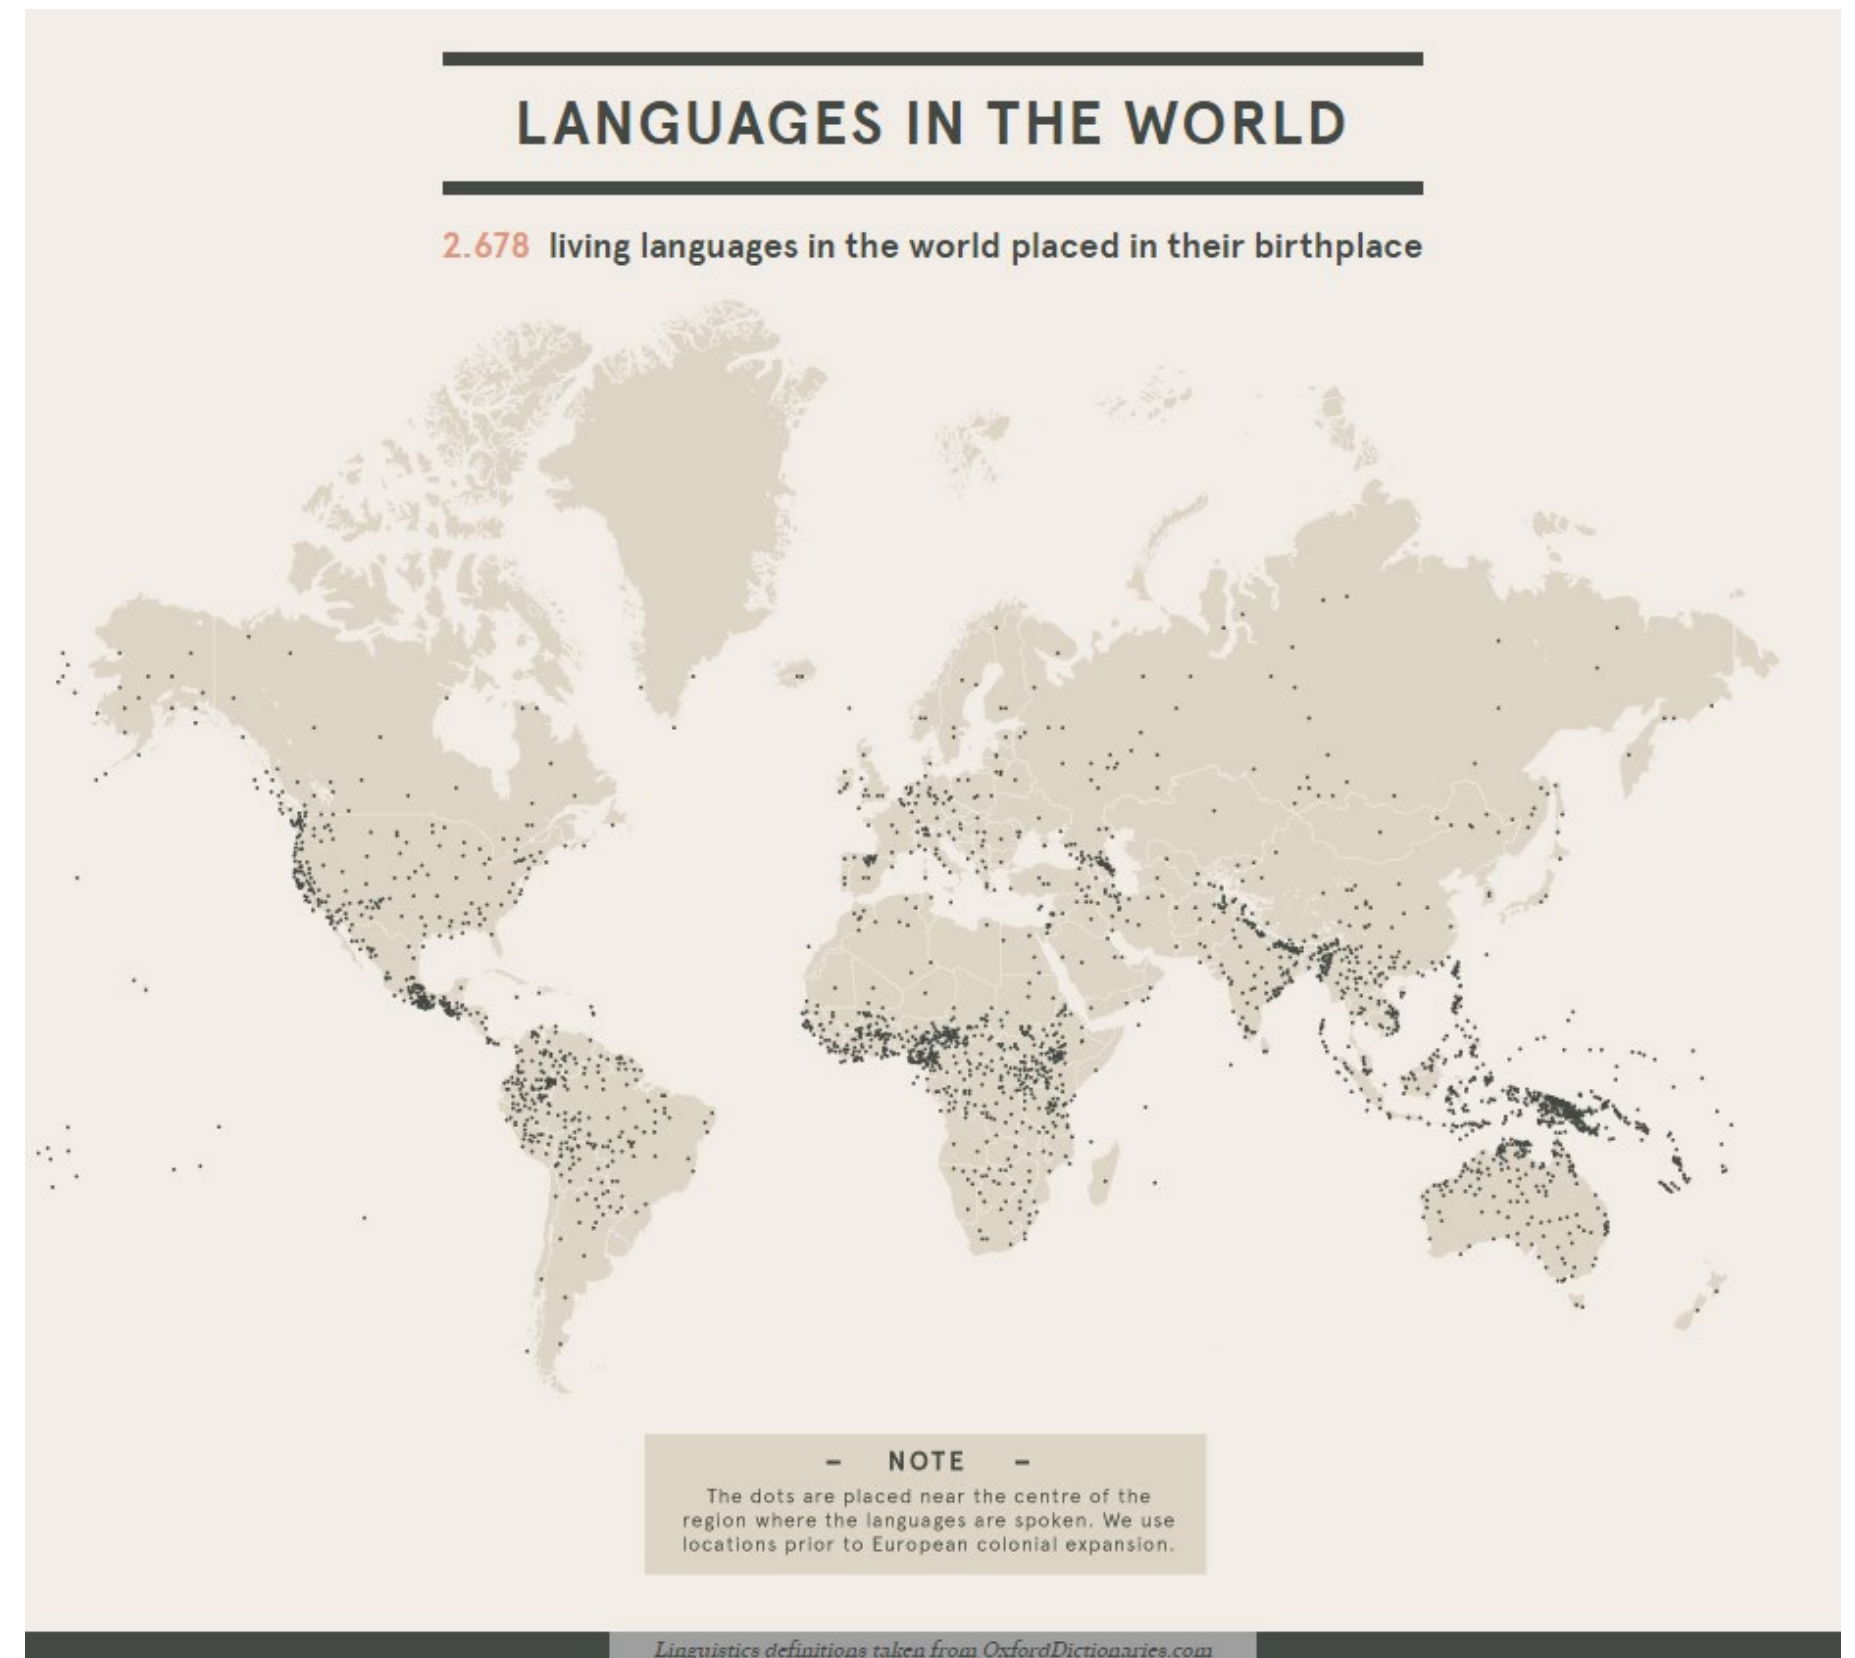 LANGUAGES IN THE WORLD
2.678 living languages in the world placed in their birthplace
– NOTE –
The dots are placed near the centre of the
region where the languages are spoken. We use
locations prior to European colonial expansion.
Linguistics definitions taken from OxfordDictionaries.com